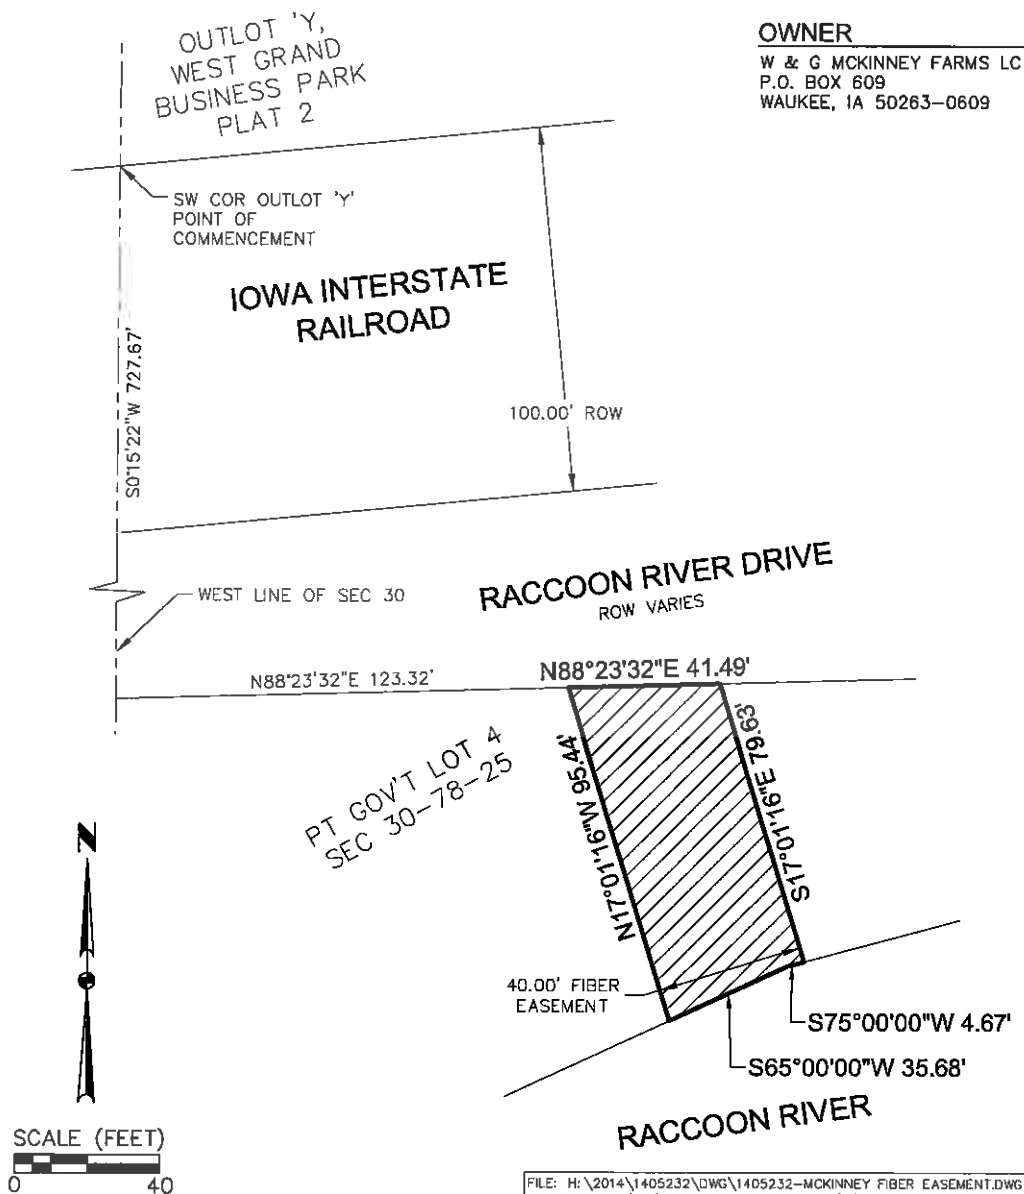 OUTLOT 'Y,
WEST GRAND
BUSINESS PARK
PLAT 2
OWNER
W & G MCKINNEY FARMS LC
P.O. BOX 609
WAUKEE, IA 50263-0609
SW COR OUTLOT 'Y'
POINT OF
COMMENCEMENT
IOWA INTERSTATE
RAILROAD
S0°15'22"W 727.67'
100.00' ROW
RACCOON RIVER DRIVE
ROW VARIES
WEST LINE OF SEC 30
N88°23'32"E 123.32'
N88°23'32"E 41.49'
PT GOV'T LOT 4
SEC 30-78-25
N17°01'16"W 95.44'
S17°01'16"E 79.63'
40.00' FIBER
EASEMENT
S75°00'00"W 4.67'
S65°00'00"W 35.68'
RACCOON RIVER
N
SCALE (FEET)
0 40
FILE: H:\2014\1405232\DWG\1405232-MCKINNEY FIBER EASEMENT.DWG